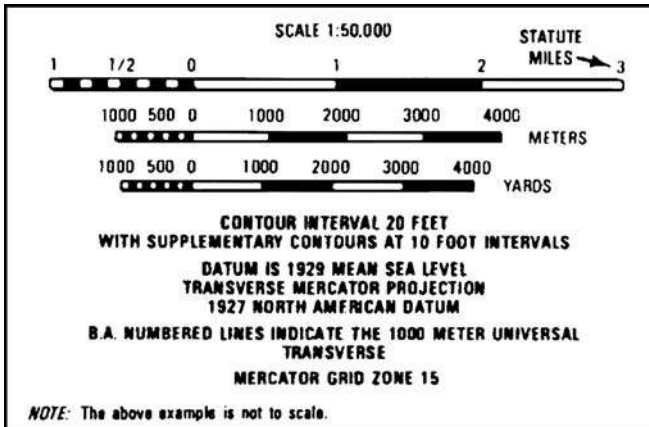 SCALE 1:50.000
STATUTE
MILES
1 1/2 0 1 2 3
1000 500 0 1000 2000 3000 4000
METERS
1000 500 0 1000 2000 3000 4000
YARDS
CONTOUR INTERVAL 20 FEET
WITH SUPPLEMENTARY CONTOURS AT 10 FOOT INTERVALS
DATUM IS 1929 MEAN SEA LEVEL
TRANSVERSE MERCATOR PROJECTION
1927 NORTH AMERICAN DATUM
B.A. NUMBERED LINES INDICATE THE 1000 METER UNIVERSAL
TRANSVERSE
MERCATOR GRID ZONE 15
NOTE: The above example is not to scale.